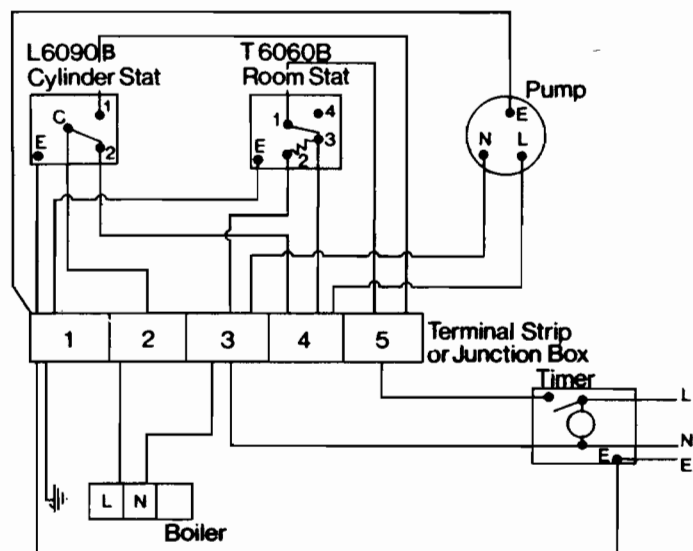 L6090B
Cylinder Stat
T6060B
Room Stat
Pump
1
C
2
E
4
1
3
E
2
E
N
L
1
2
3
4
5
Terminal Strip
or Junction Box
Timer
L
N
E
E
L
N
Boiler